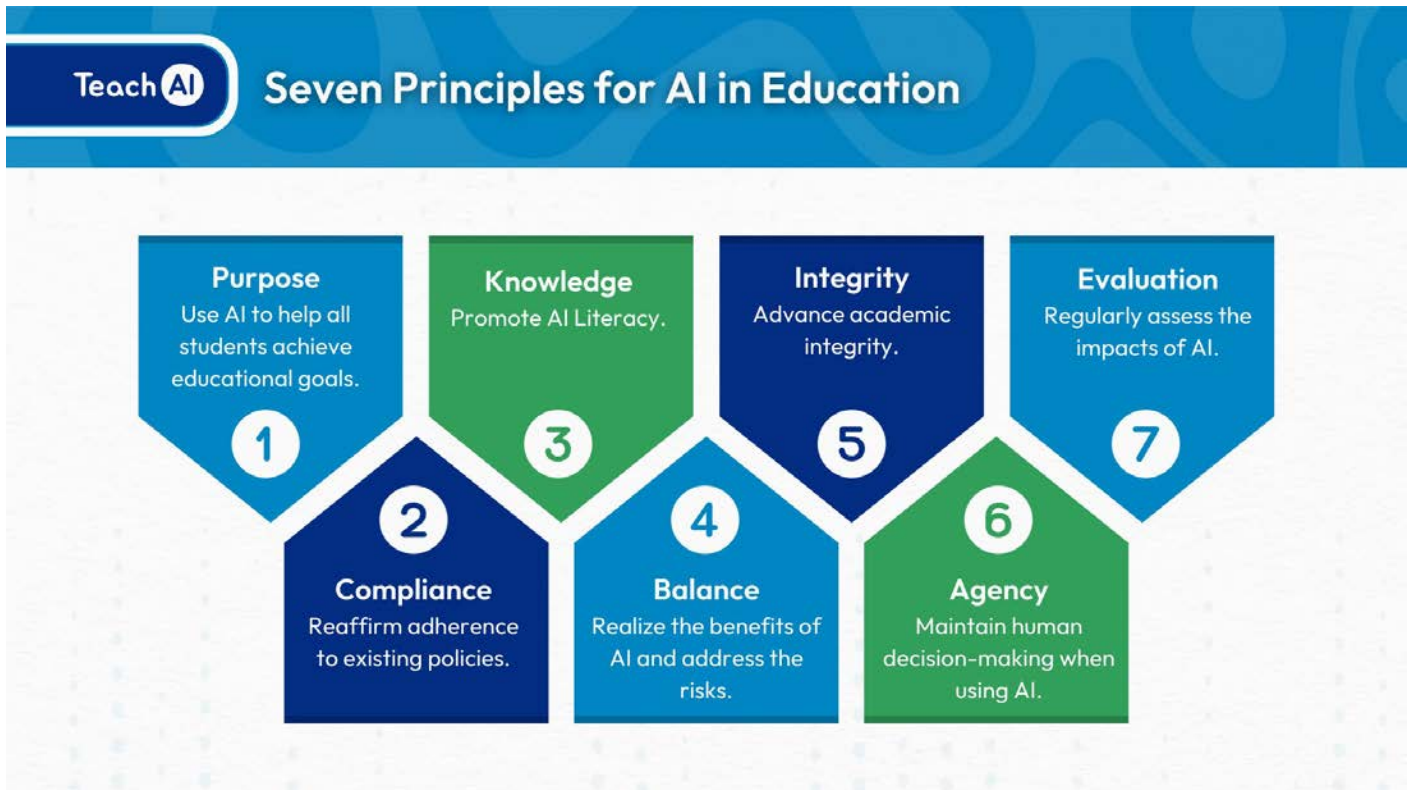 Teach AI
Seven Principles for AI in Education
Purpose
Use AI to help all
students achieve
educational goals.
1
2
Compliance
Reaffirm adherence
to existing policies.
Knowledge
Promote AI Literacy.
3
4
Balance
Realize the benefits of
AI and address the
risks.
Integrity
Advance academic
integrity.
5
6
Agency
Maintain human
decision-making when
using AI.
Evaluation
Regularly assess the
impacts of AI.
7